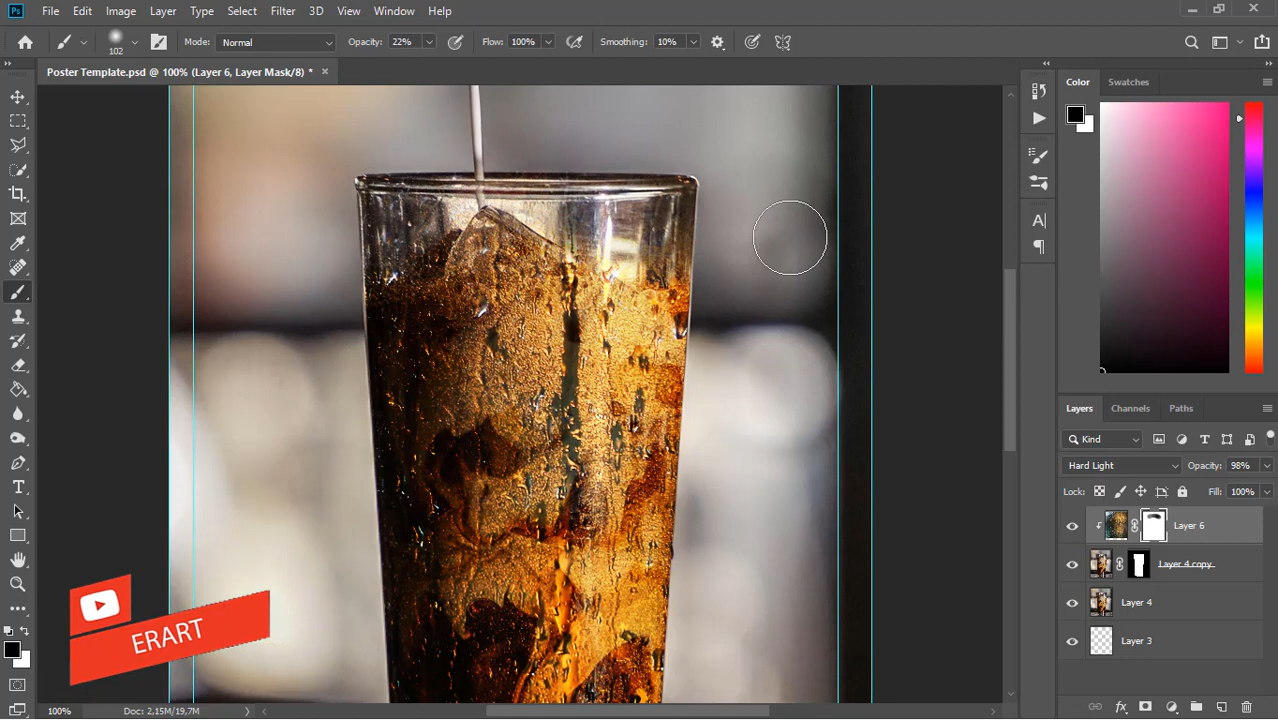 Ps File Edit Image Layer Type Select Filter 3D View Window Help
102 Mode: Normal Opacity: 22% Flow: 100% Smoothing: 10%
Poster Template.psd @ 100% (Layer 6, Layer Mask/8) * ×
Color Swatches
Layers Channels Paths
Kind
Hard Light Opacity: 98%
Lock: Fill: 100%
Layer 6
Layer 4 copy
Layer 4
Layer 3
ERART
100% Doc: 2,15M/19,7M